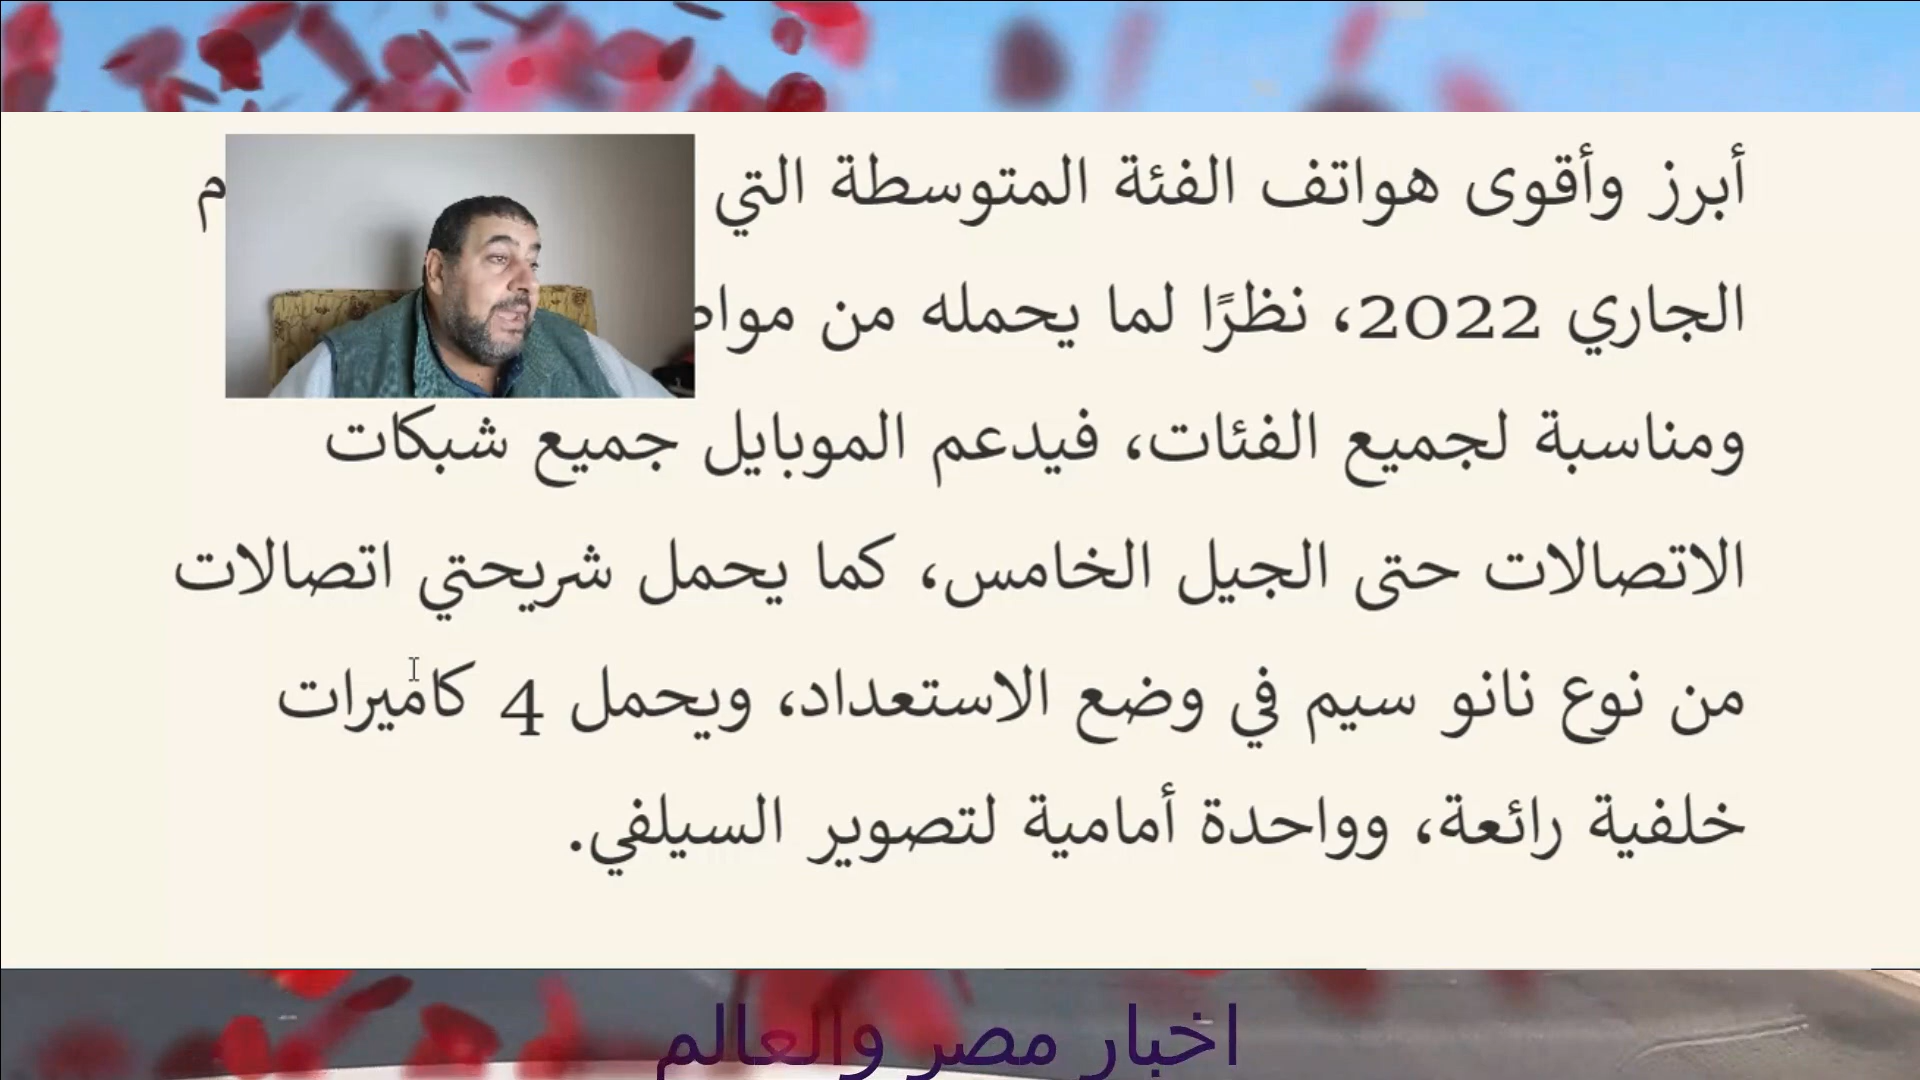 أبرز وأقوى هواتف الفئة المتوسطة التي
الجاري 2022، نظرًا لما يحمله من
ومناسبة لجميع الفئات، فيدعم الموبايل جميع شبكات
الاتصالات حتى الجيل الخامس، كما يحمل شريحتي اتصالات
من نوع نانو سيم في وضع الاستعداد، ويحمل 4 كاميرات
خلفية رائعة، وواحدة أمامية لتصوير السيلفي.
اخبار مصر والعالم